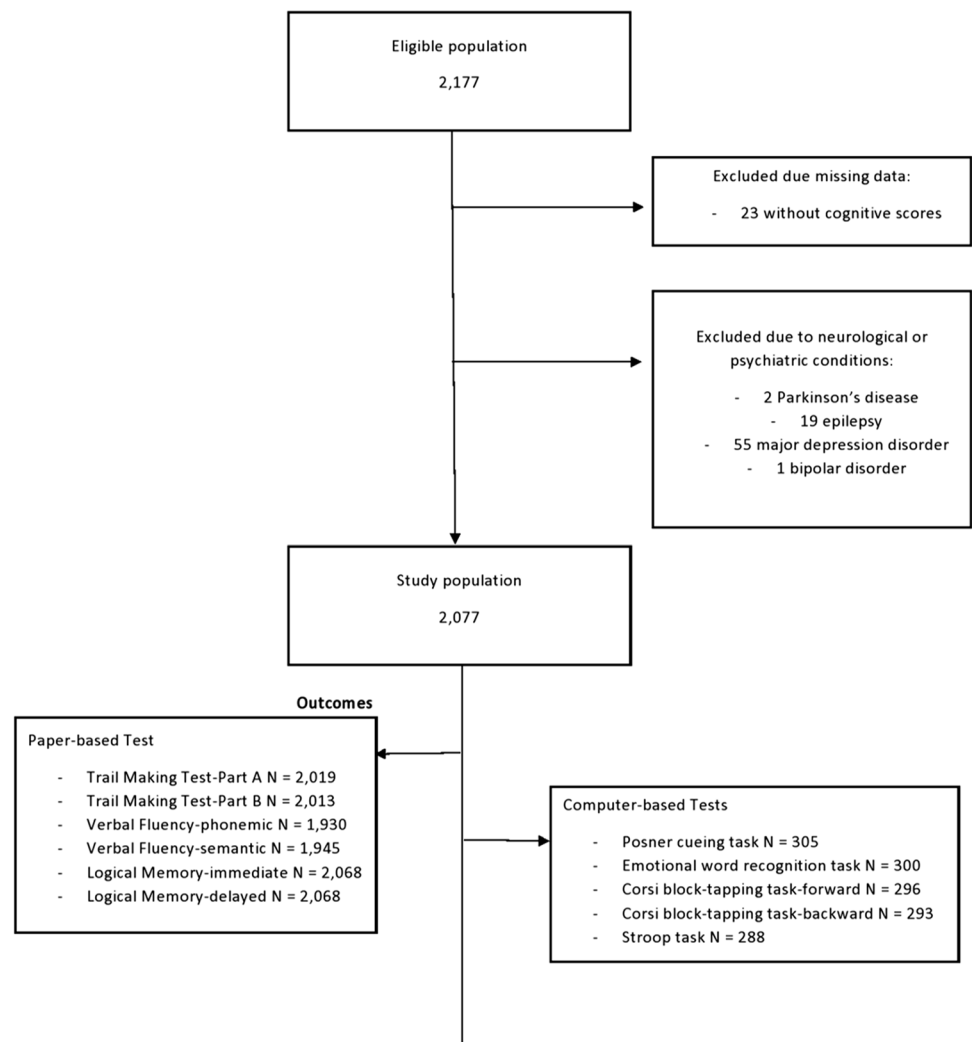 Eligible population
2,177
Excluded due missing data:
- 23 without cognitive scores
Excluded due to neurological or
psychiatric conditions:
- 2 Parkinson's disease
- 19 epilepsy
- 55 major depression disorder
- 1 bipolar disorder
Study population
2,077
Outcomes
Paper-based Test
- Trail Making Test-Part A N = 2,019
- Trail Making Test-Part B N = 2,013
- Verbal Fluency-phonemic N = 1,930
- Verbal Fluency-semantic N = 1,945
- Logical Memory-immediate N = 2,068
- Logical Memory-delayed N = 2,068
Computer-based Tests
- Posner cueing task N = 305
- Emotional word recognition task N = 300
- Corsi block-tapping task-forward N = 296
- Corsi block-tapping task-backward N = 293
- Stroop task N = 288